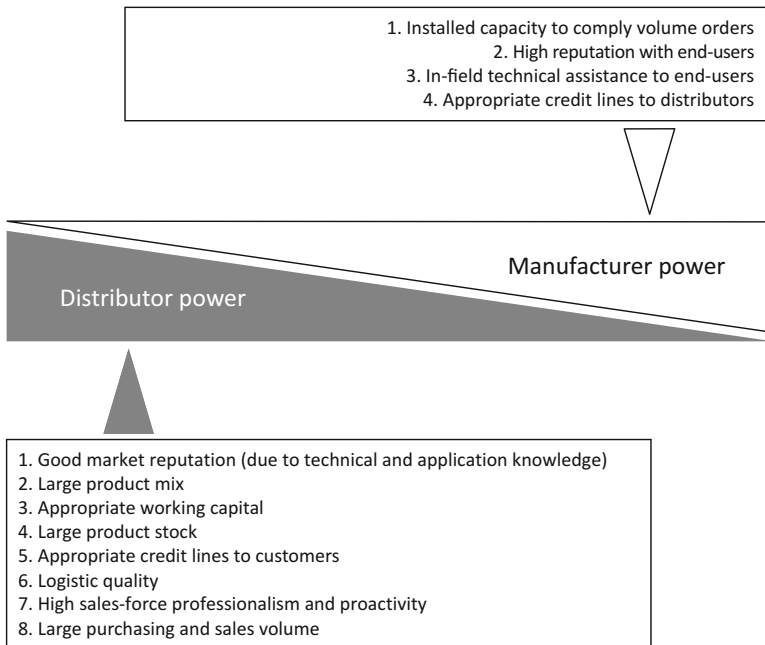 1. Installed capacity to comply volume orders
2. High reputation with end-users
3. In-field technical assistance to end-users
4. Appropriate credit lines to distributors
Manufacturer power
Distributor power
1. Good market reputation (due to technical and application knowledge)
2. Large product mix
3. Appropriate working capital
4. Large product stock
5. Appropriate credit lines to customers
6. Logistic quality
7. High sales-force professionalism and proactivity
8. Large purchasing and sales volume